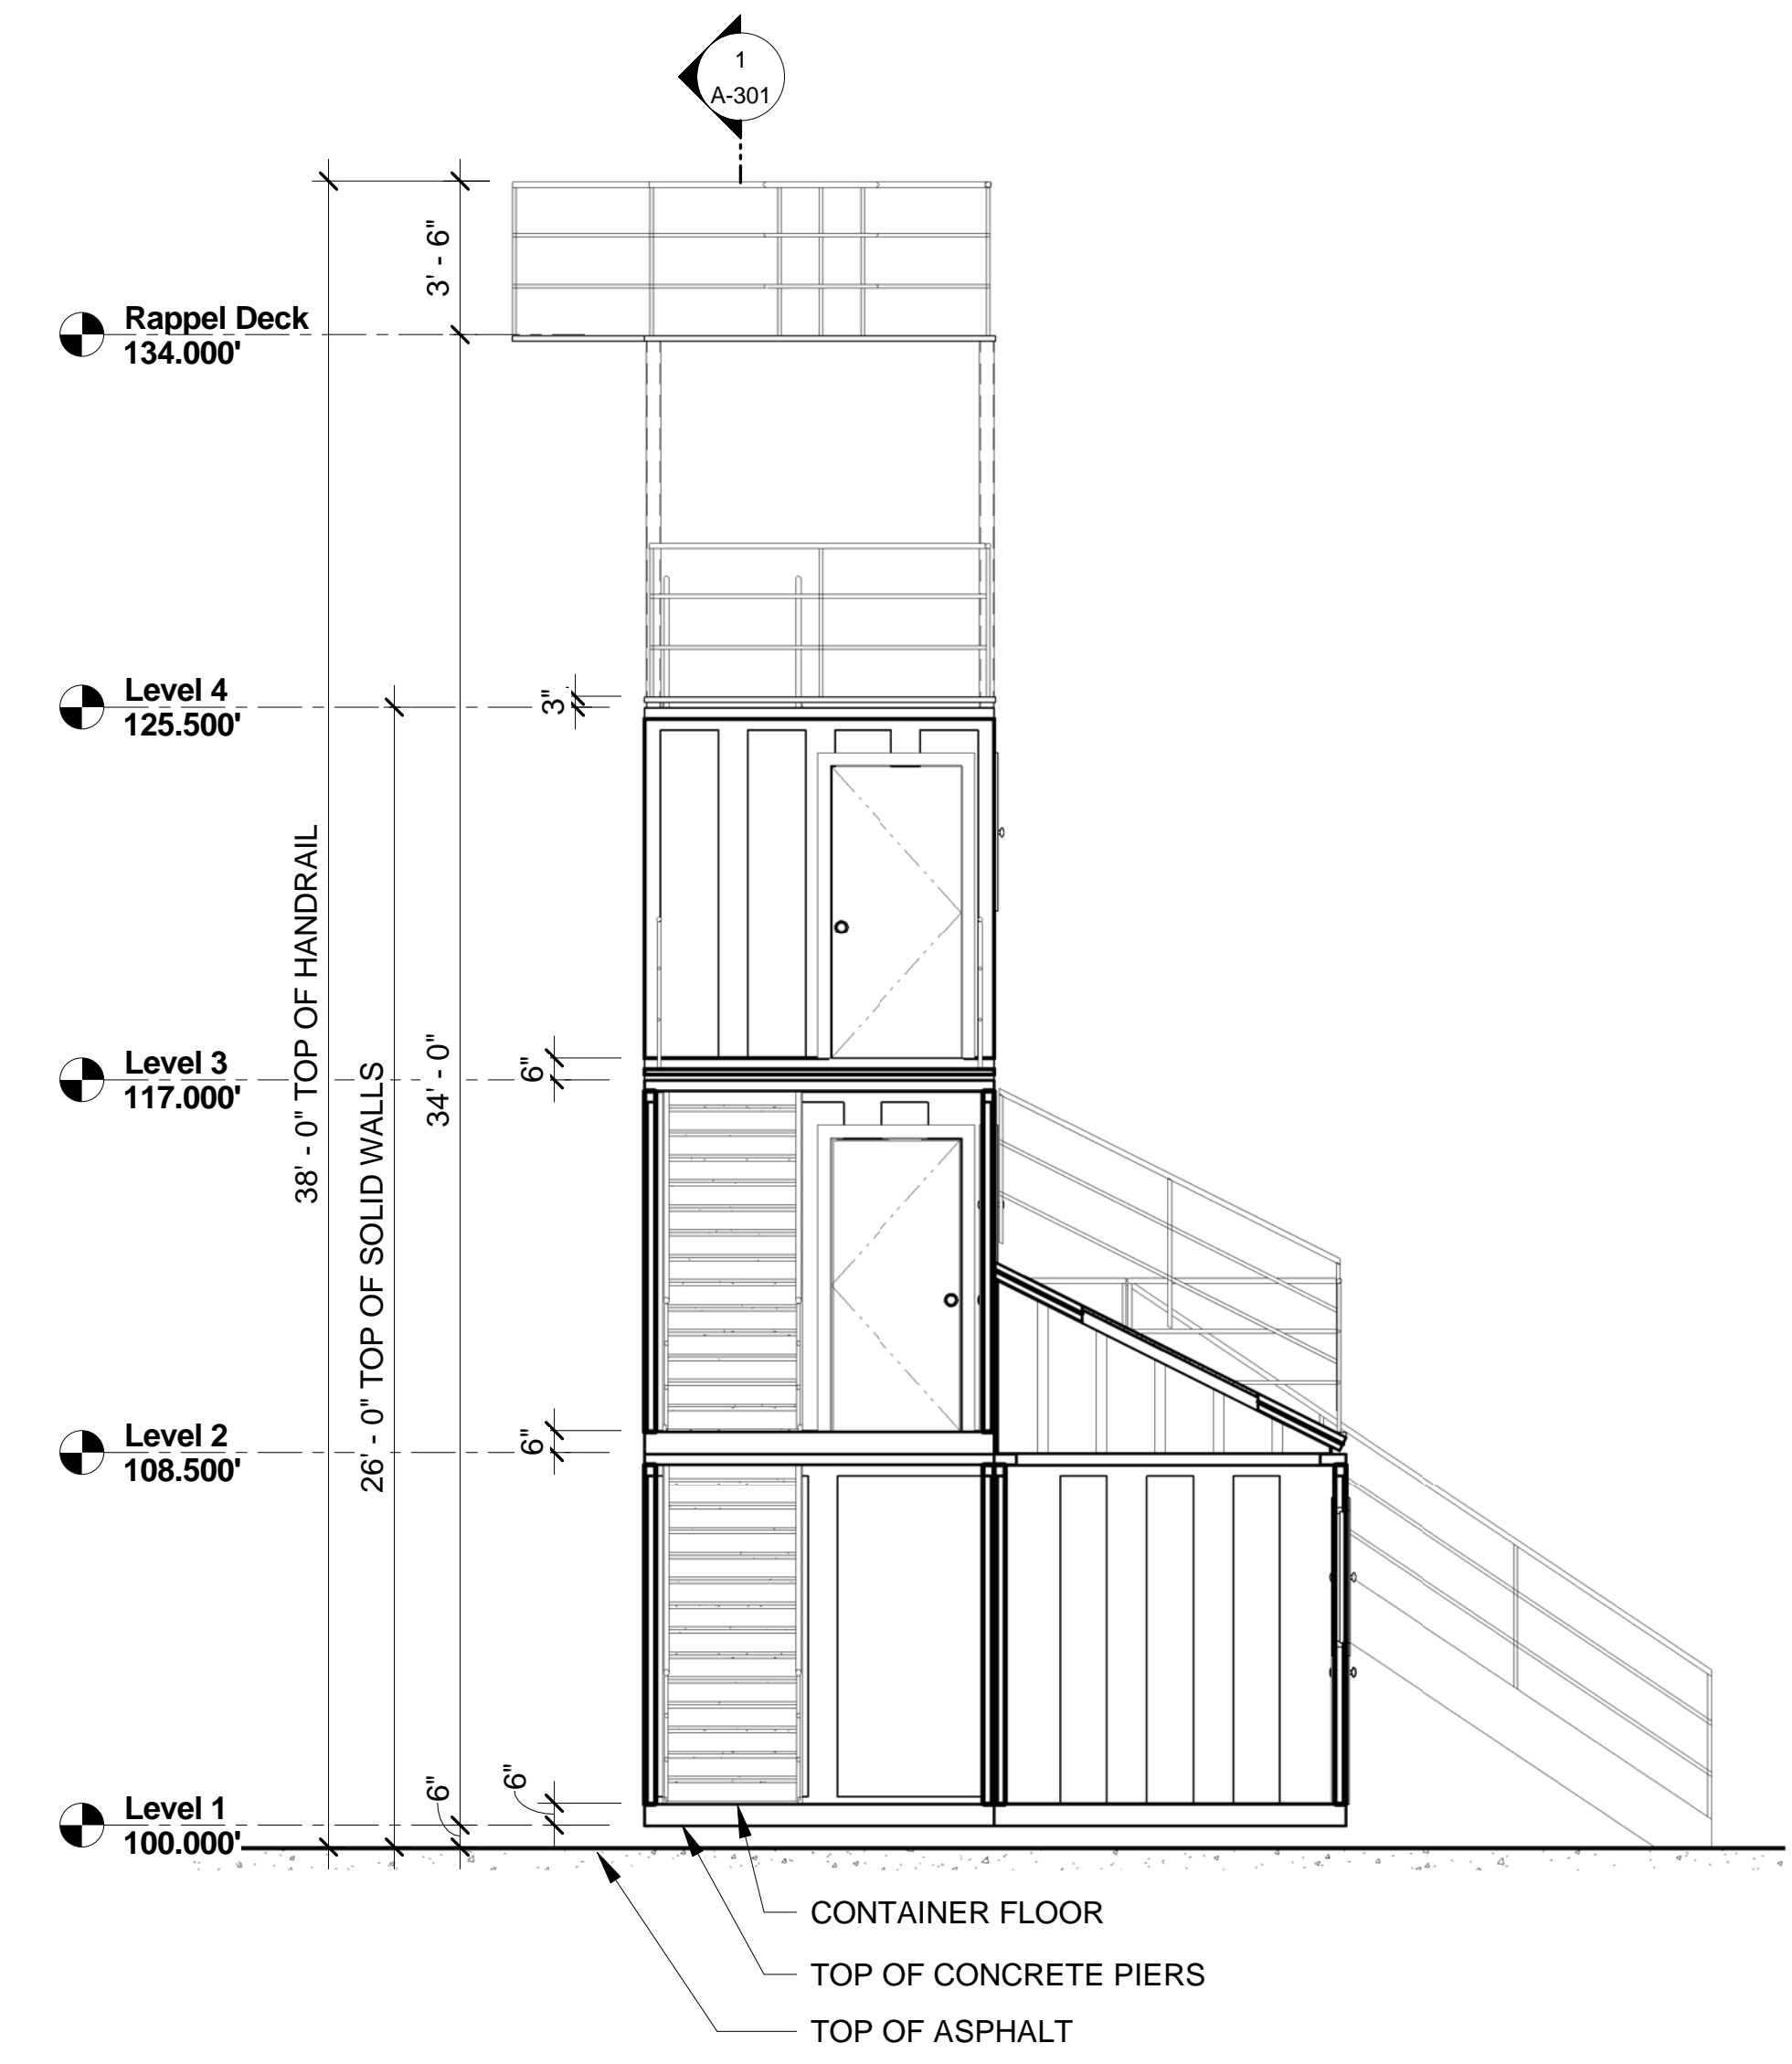 1
A-301
3' - 6"
Rappel Deck
134.000'
Level 4
125.500'
3"
38' - 0" TOP OF HANDRAIL
26' - 0" TOP OF SOLID WALLS
34' - 0"
Level 3
117.000'
6"
Level 2
108.500'
6"
Level 1
100.000'
6"
6"
CONTAINER FLOOR
TOP OF CONCRETE PIERS
TOP OF ASPHALT